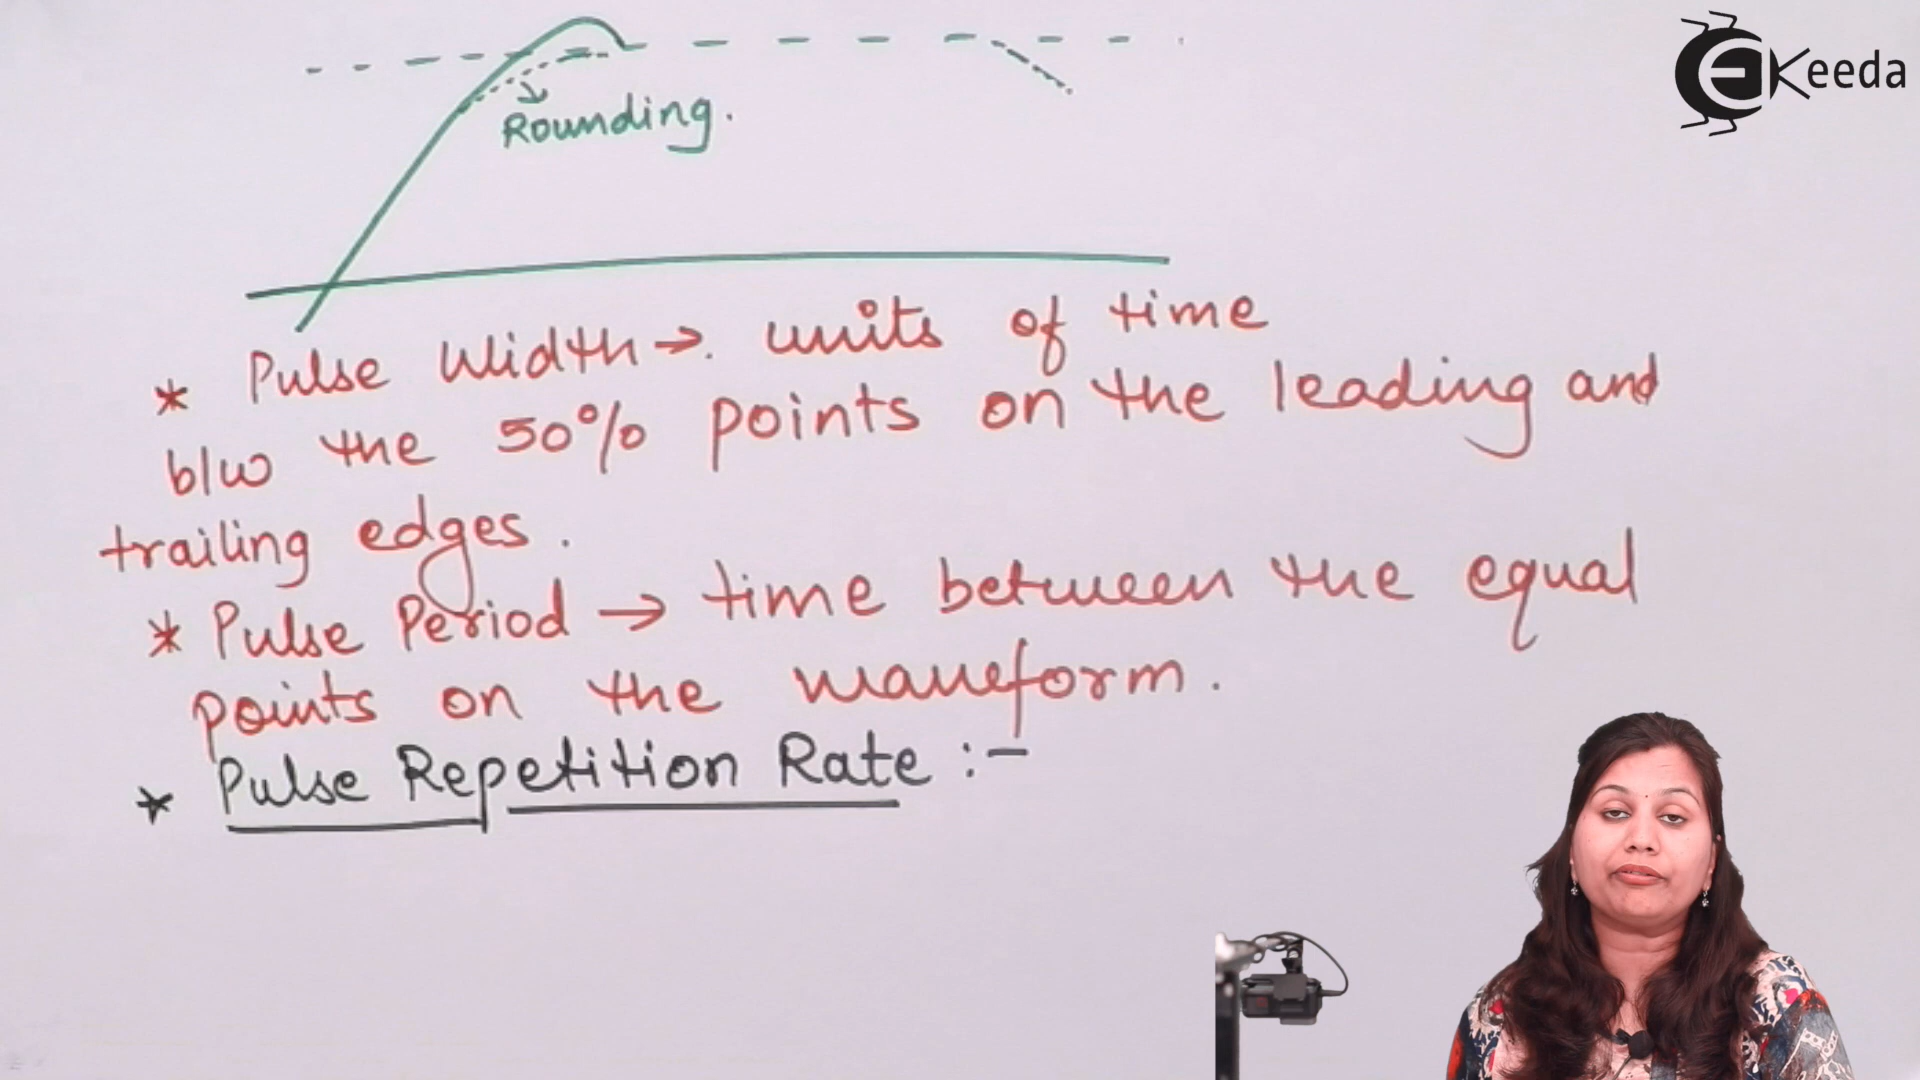 EKeeda
Rounding.
* Pulse Width →. units of time
b/w the 50% points on the leading and
trailing edges.
* Pulse Period → time between the equal
points on the waveform.
* Pulse Repetition Rate :-